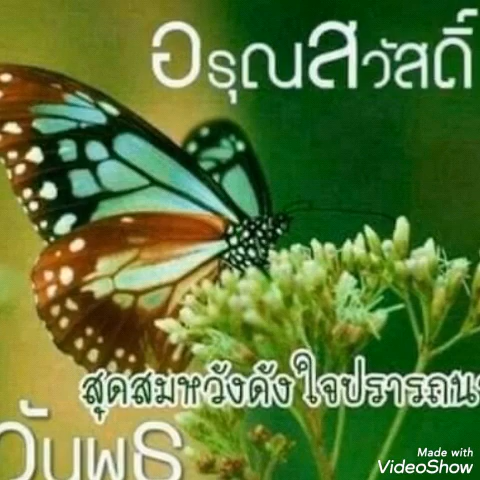 อรุณสวัสดิ์
สุดสมหวังดังใจปรารถนา
วันพุธ
Made with
VideoShow